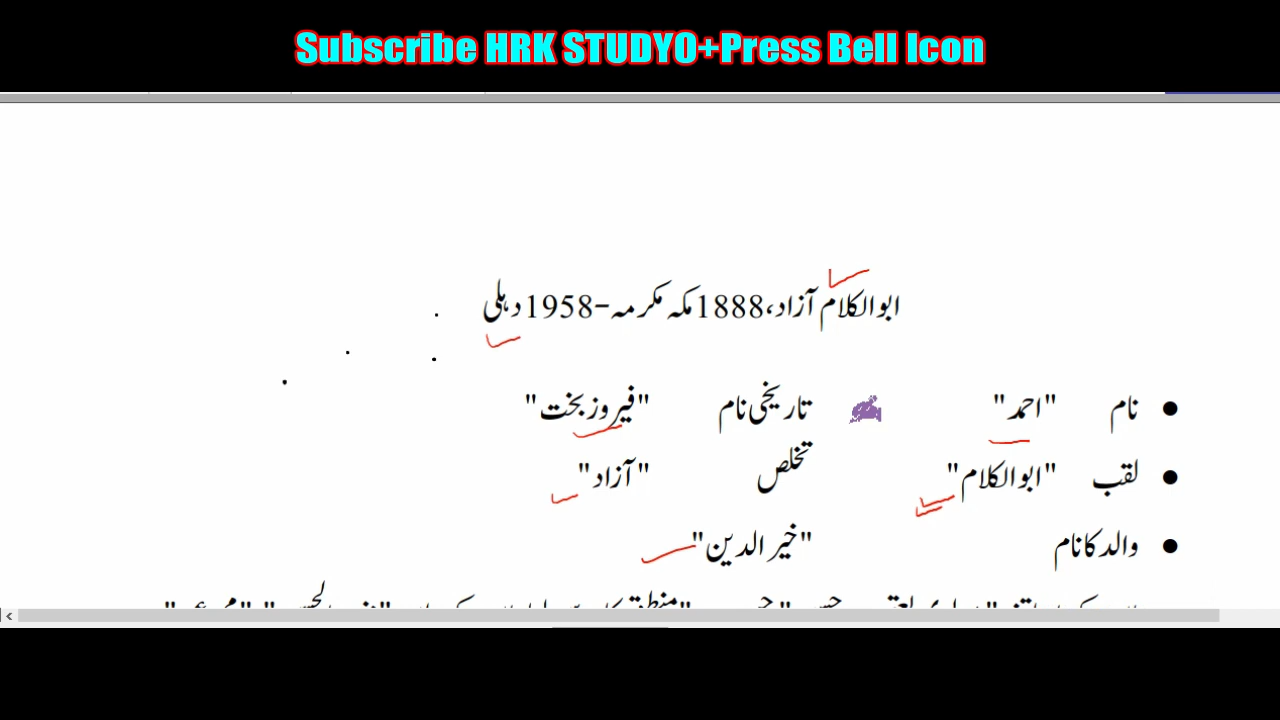 Subscribe HRK STUDYO+Press Bell Icon
ابوالکلام آزاد، 1888 مکہ مکرمہ-1958 دہلی
● نام "احمد" تاریخی نام "فیروز بخت"
● لقب "ابوالکلام" تخلص "آزاد"
● والد کا نام "خیر الدین"